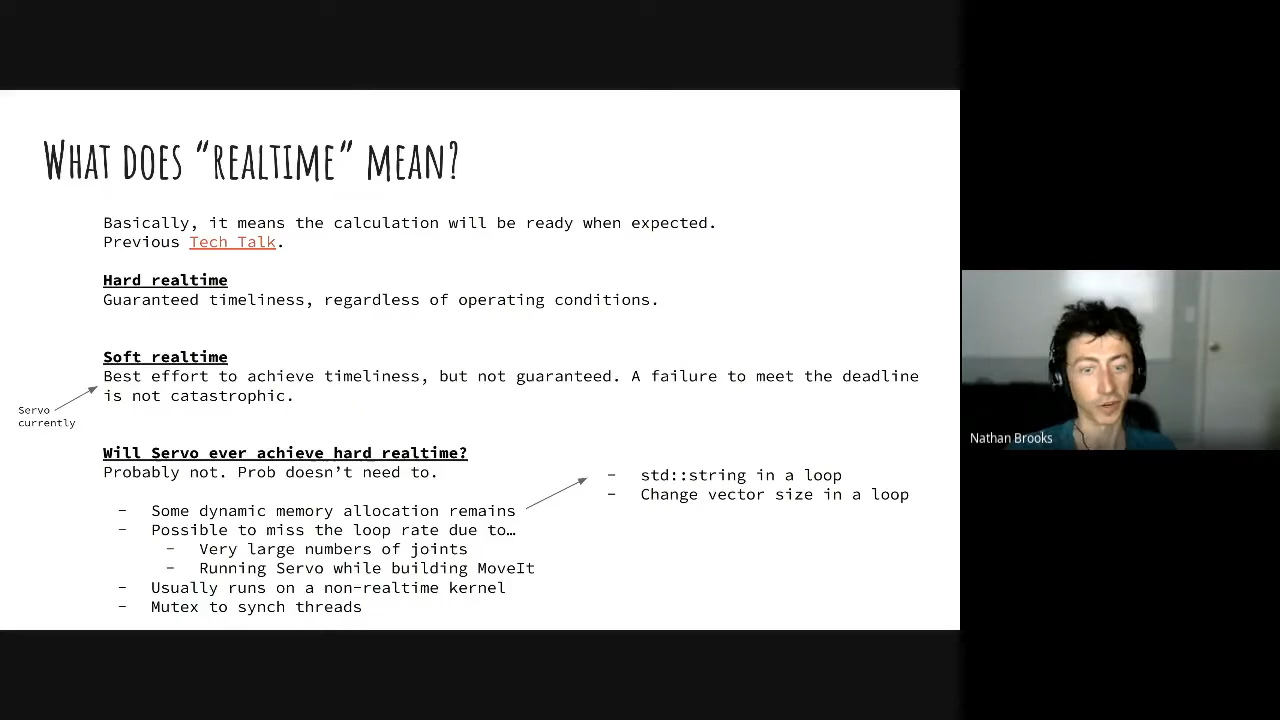 What does “realtime” mean?
Basically, it means the calculation will be ready when expected.
Previous Tech Talk.
Hard realtime
Guaranteed timeliness, regardless of operating conditions.
Soft realtime
Best effort to achieve timeliness, but not guaranteed. A failure to meet the deadline
is not catastrophic.
Servo
currently
Will Servo ever achieve hard realtime?
Probably not. Prob doesn’t need to.
- Some dynamic memory allocation remains
- std::string in a loop
- Change vector size in a loop
- Possible to miss the loop rate due to…
- Very large numbers of joints
- Running Servo while building MoveIt
- Usually runs on a non-realtime kernel
- Mutex to synch threads
Nathan Brooks